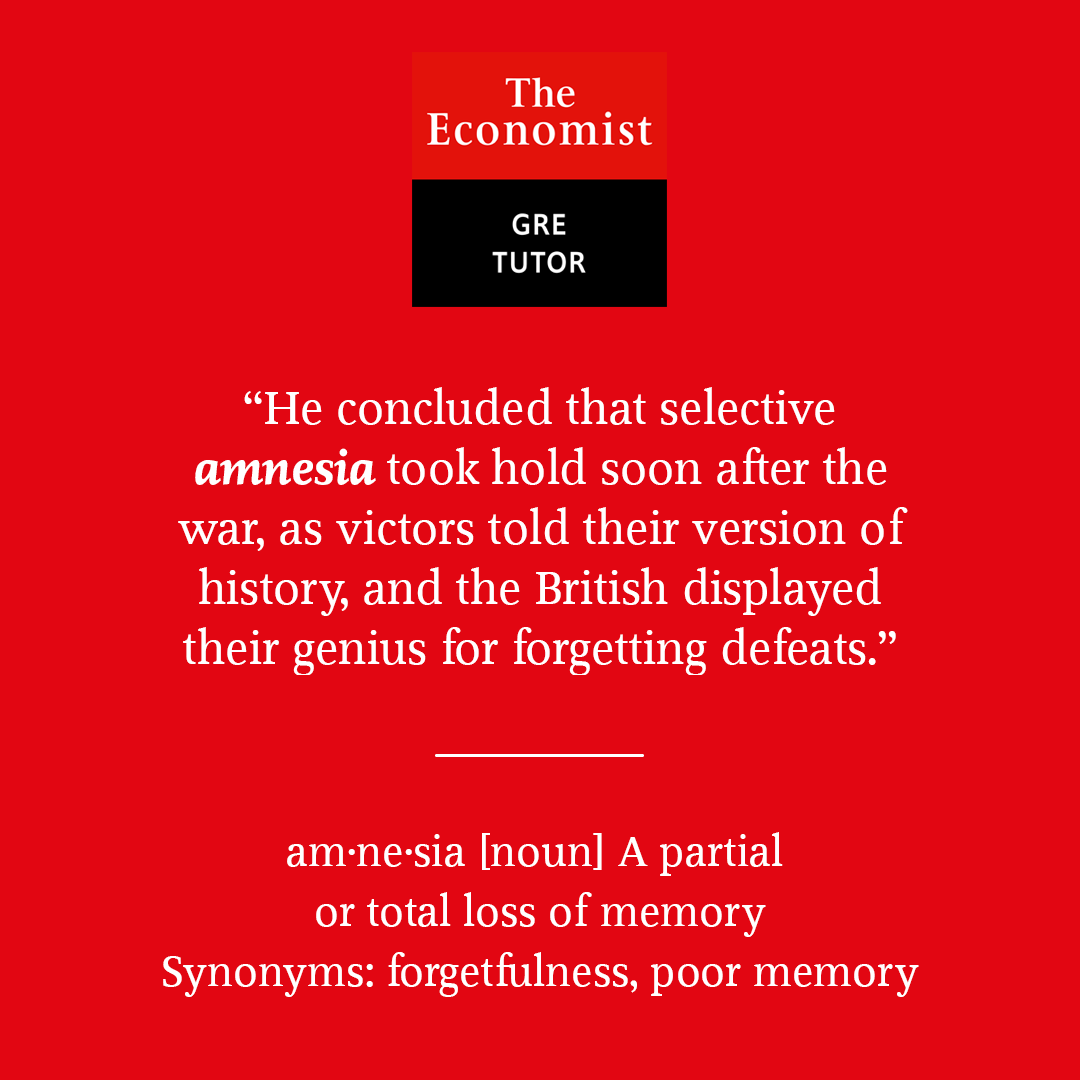 The
Economist
GRE
TUTOR
“He concluded that selective
amnesia took hold soon after the
war, as victors told their version of
history, and the British displayed
their genius for forgetting defeats.”
am·ne·sia [noun] A partial
or total loss of memory
Synonyms: forgetfulness, poor memory